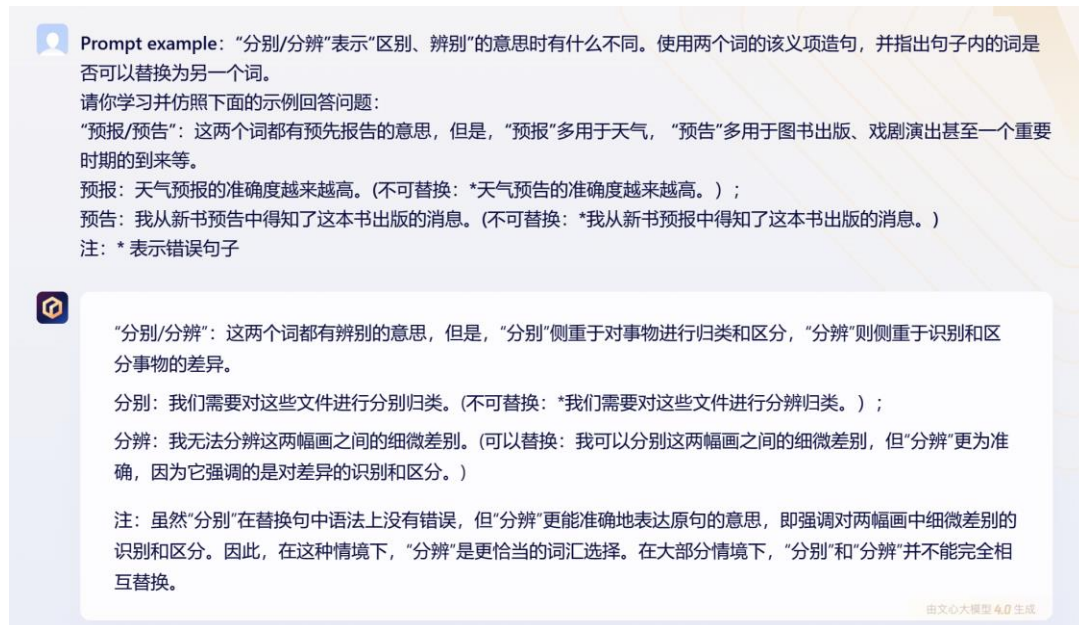 Prompt example：“分别/分辨”表示“区别、辨别”的意思时有什么不同。使用两个词的该义项造句，并指出句子内的词是
否可以替换为另一个词。
请你学习并仿照下面的示例回答问题：
“预报/预告”：这两个词都有预先报告的意思，但是，“预报”多用于天气， “预告”多用于图书出版、戏剧演出甚至一个重要
时期的到来等。
预报：天气预报的准确度越来越高。(不可替换：*天气预告的准确度越来越高。）；
预告：我从新书预告中得知了这本书出版的消息。(不可替换：*我从新书预报中得知了这本书出版的消息。)
注：* 表示错误句子
“分别/分辨”：这两个词都有辨别的意思，但是，“分别”侧重于对事物进行归类和区分，“分辨”则侧重于识别和区
分事物的差异。
分别：我们需要对这些文件进行分别归类。(不可替换：*我们需要对这些文件进行分辨归类。）；
分辨：我无法分辨这两幅画之间的细微差别。(可以替换：我可以分别这两幅画之间的细微差别，但“分辨”更为准
确，因为它强调的是对差异的识别和区分。)
注：虽然“分别”在替换句中语法上没有错误，但“分辨”更能准确地表达原句的意思，即强调对两幅画中细微差别的
识别和区分。因此，在这种情境下，“分辨”是更恰当的词汇选择。在大部分情境下，“分别”和“分辨”并不能完全相
互替换。
由文心大模型 4.0 生成